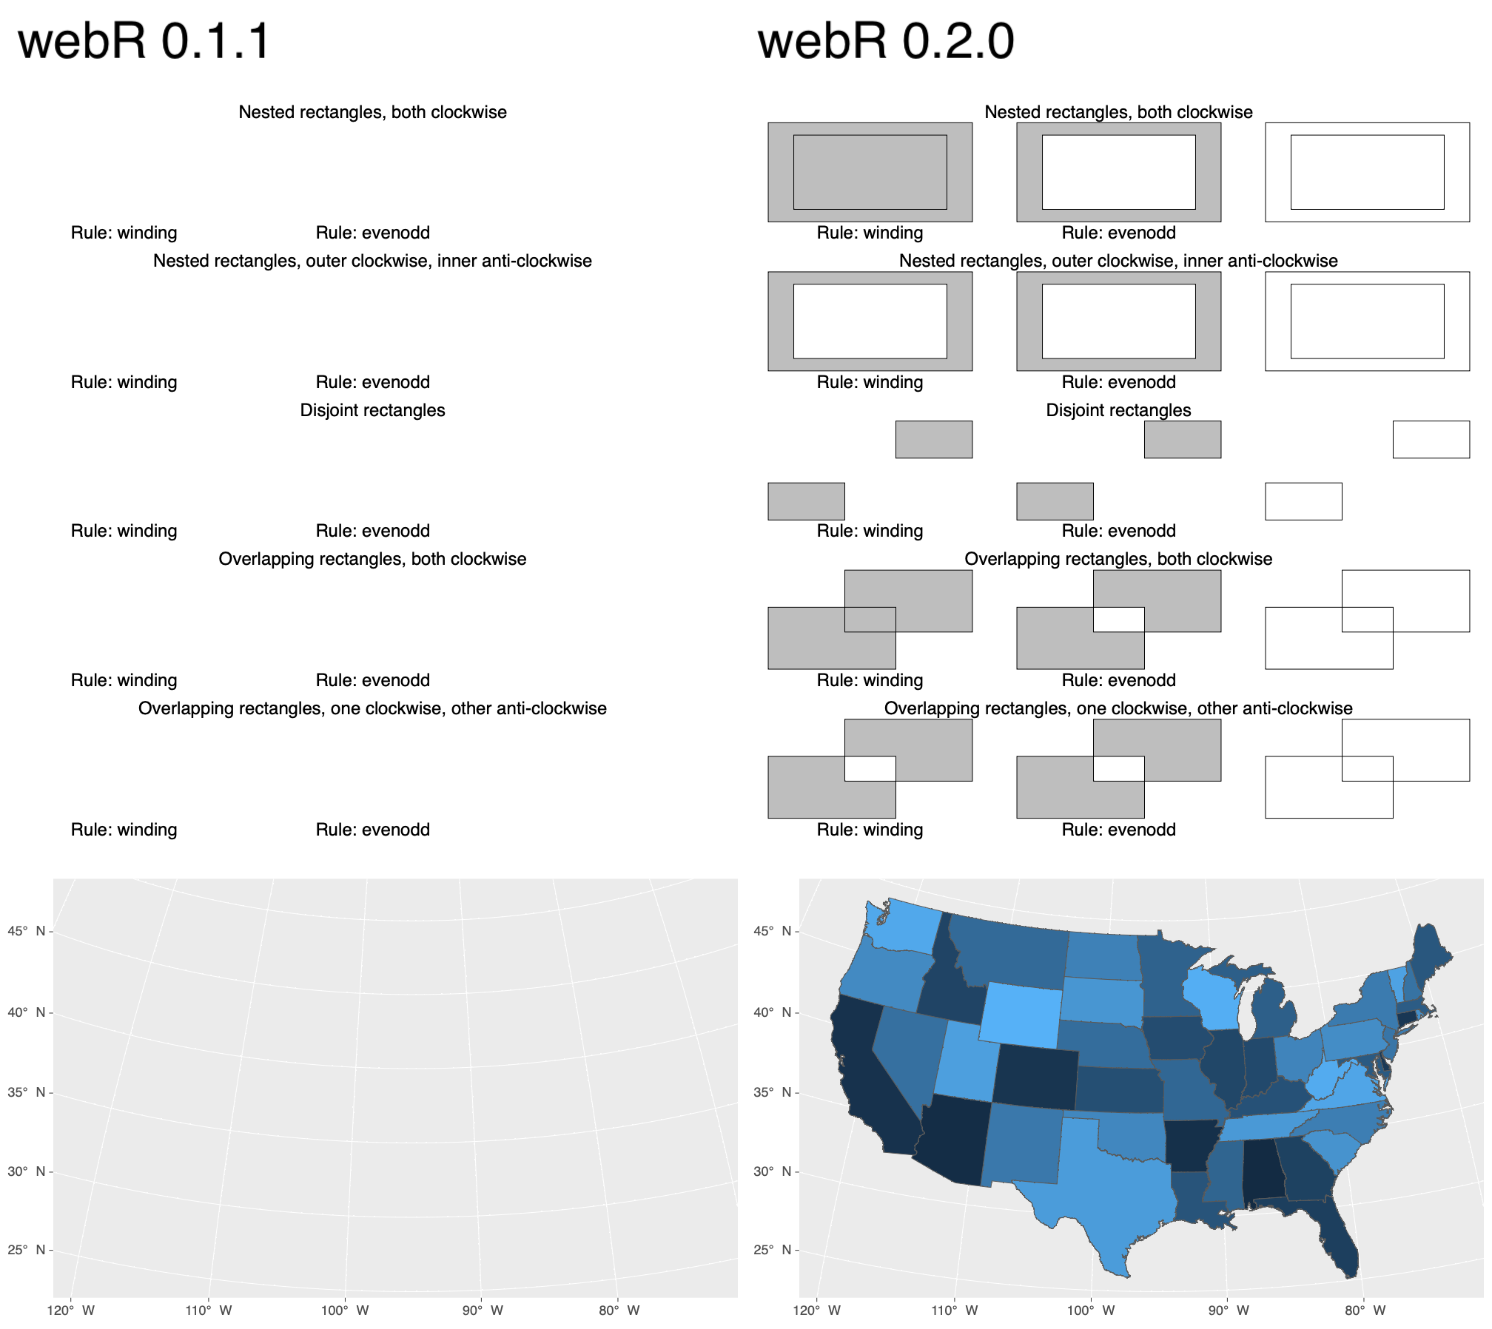 webR 0.1.1
Nested rectangles, both clockwise
Rule: winding
Rule: evenodd
Nested rectangles, outer clockwise, inner anti-clockwise
Rule: winding
Rule: evenodd
Disjoint rectangles
Rule: winding
Rule: evenodd
Overlapping rectangles, both clockwise
Rule: winding
Rule: evenodd
Overlapping rectangles, one clockwise, other anti-clockwise
Rule: winding
Rule: evenodd
45° N
40° N
35° N
30° N
25° N
120° W
110° W
100° W
90° W
80° W
webR 0.2.0
Nested rectangles, both clockwise
Rule: winding
Rule: evenodd
Nested rectangles, outer clockwise, inner anti-clockwise
Rule: winding
Rule: evenodd
Disjoint rectangles
Rule: winding
Rule: evenodd
Overlapping rectangles, both clockwise
Rule: winding
Rule: evenodd
Overlapping rectangles, one clockwise, other anti-clockwise
Rule: winding
Rule: evenodd
45° N
40° N
35° N
30° N
25° N
120° W
110° W
100° W
90° W
80° W